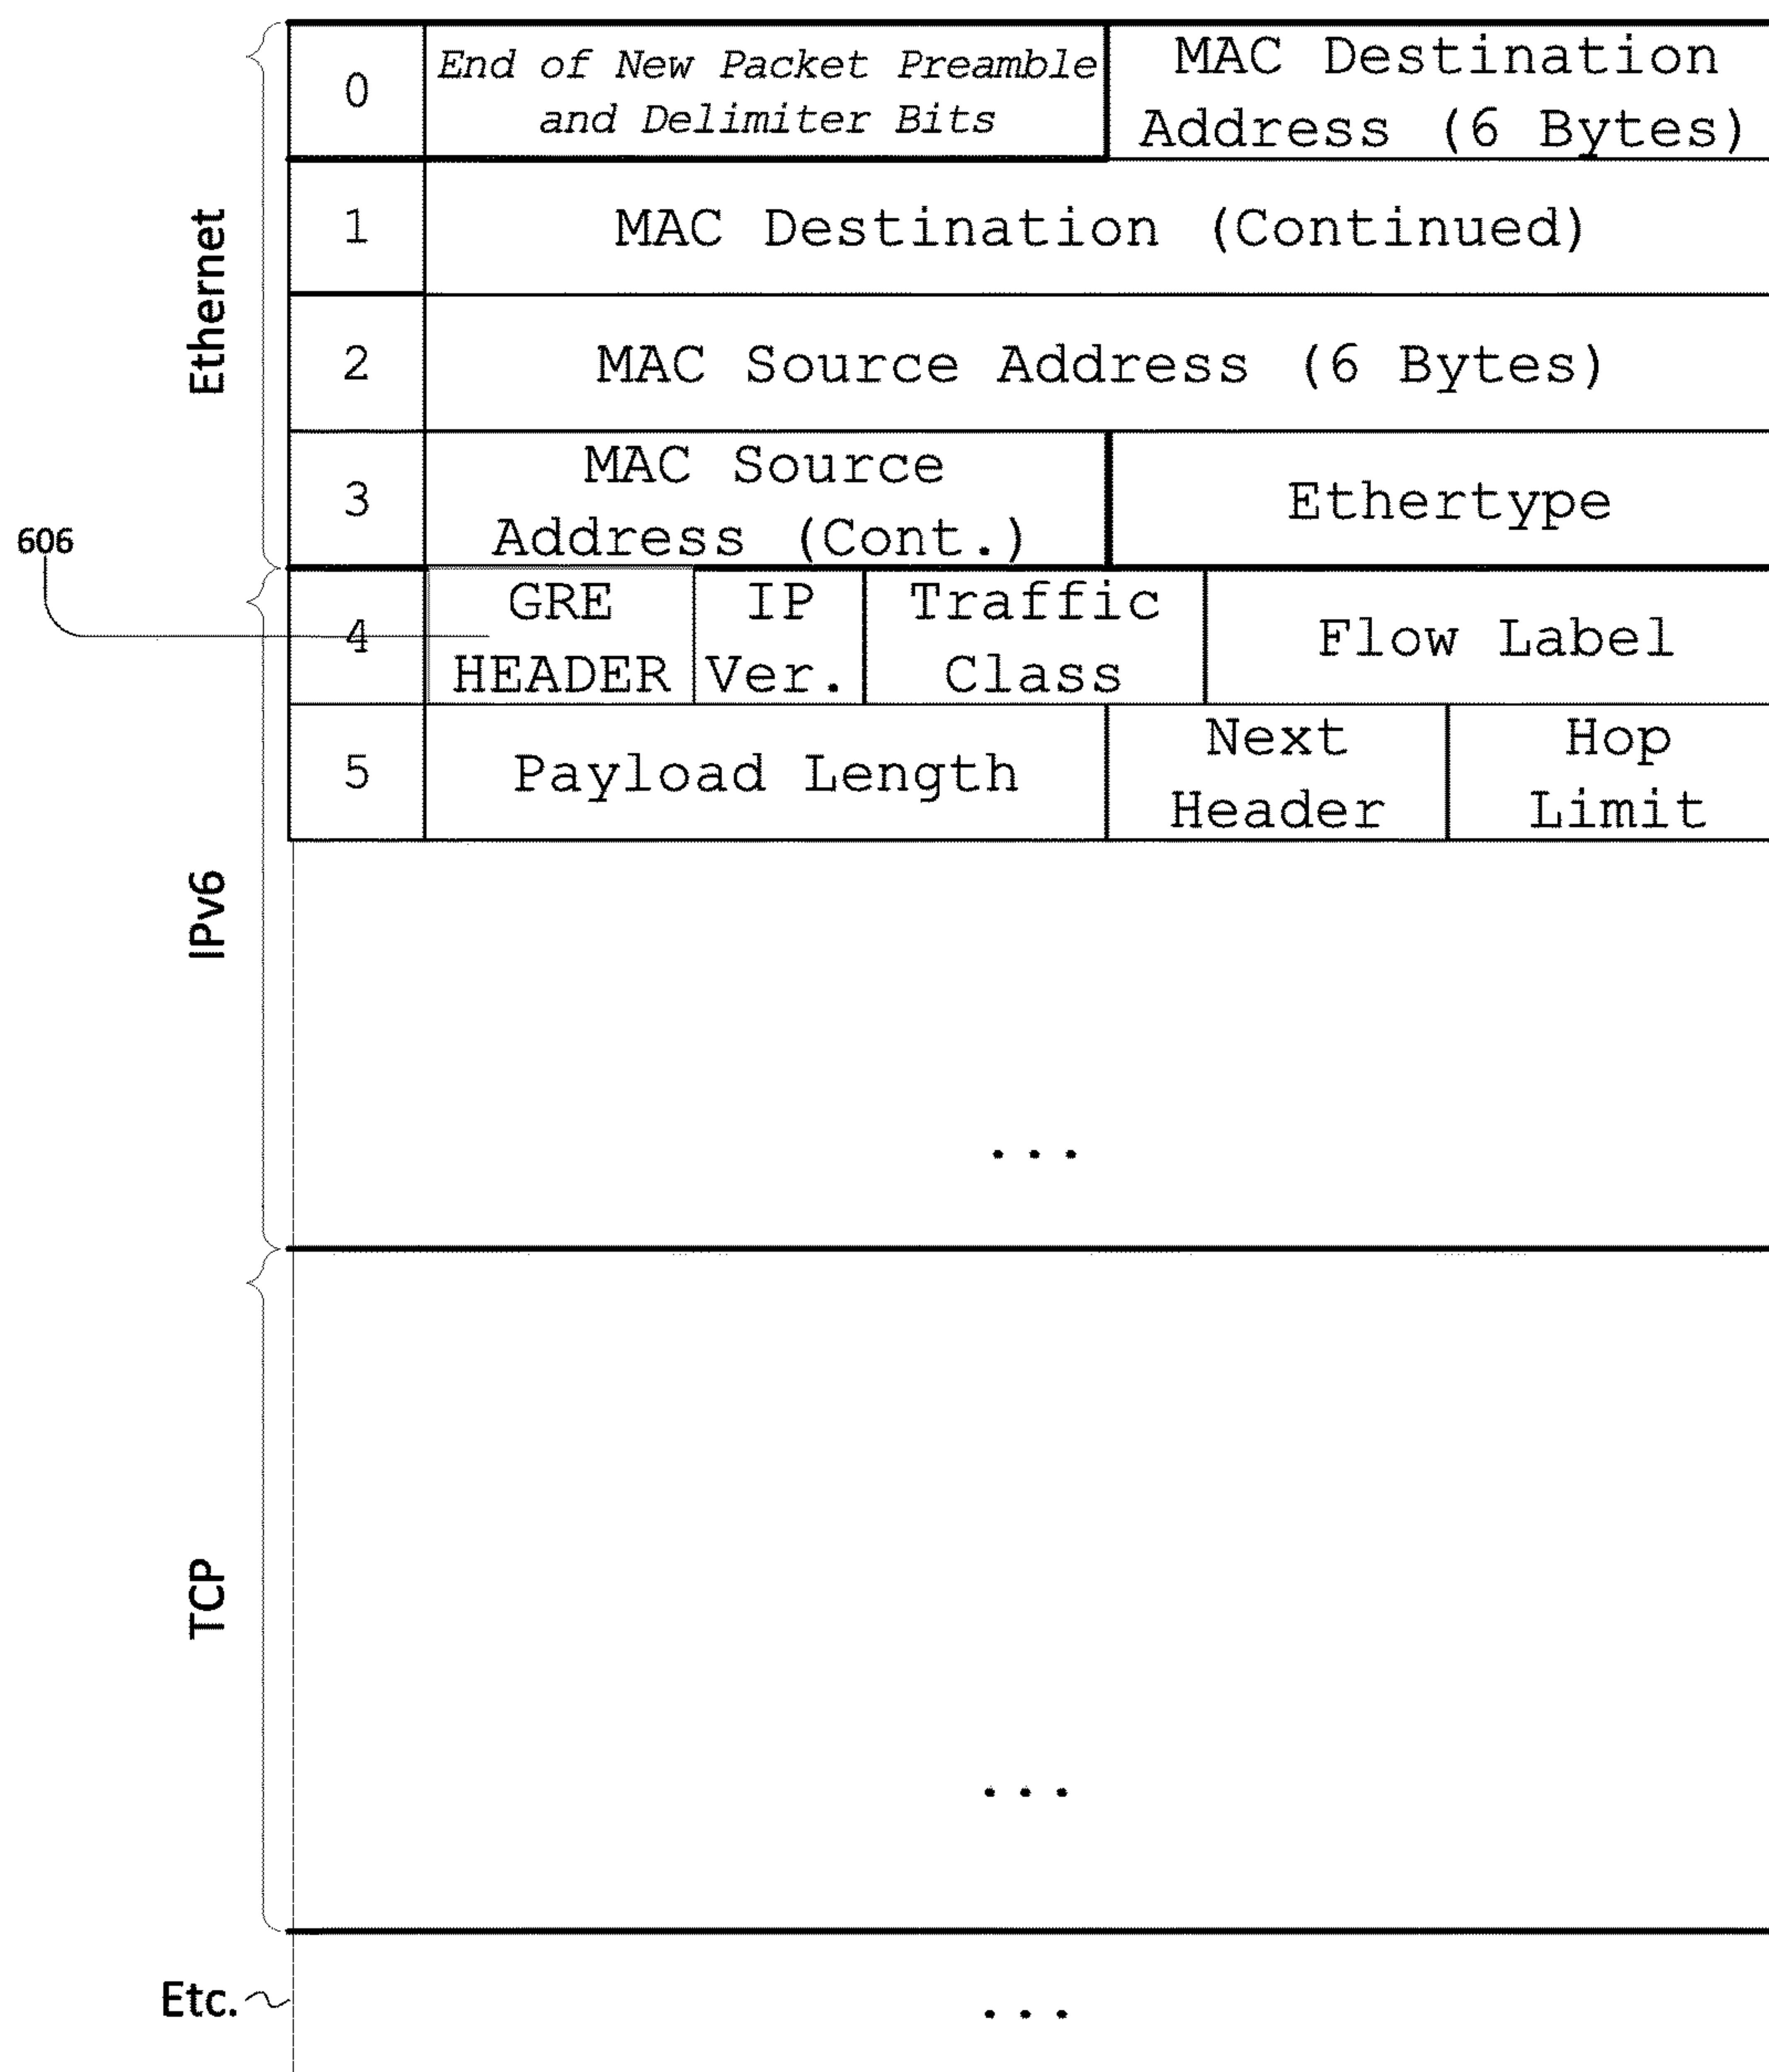 Ethernet
0
End of New Packet Preamble
and Delimiter Bits
MAC Destination
Address (6 Bytes)
1
MAC Destination (Continued)
2
MAC Source Address (6 Bytes)
3
MAC Source
Address (Cont.)
Ethertype
606
IPv6
4
GRE
HEADER
IP
Ver.
Traffic
Class
Flow Label
5
Payload Length
Next
Header
Hop
Limit
...
TCP
...
Etc.
...